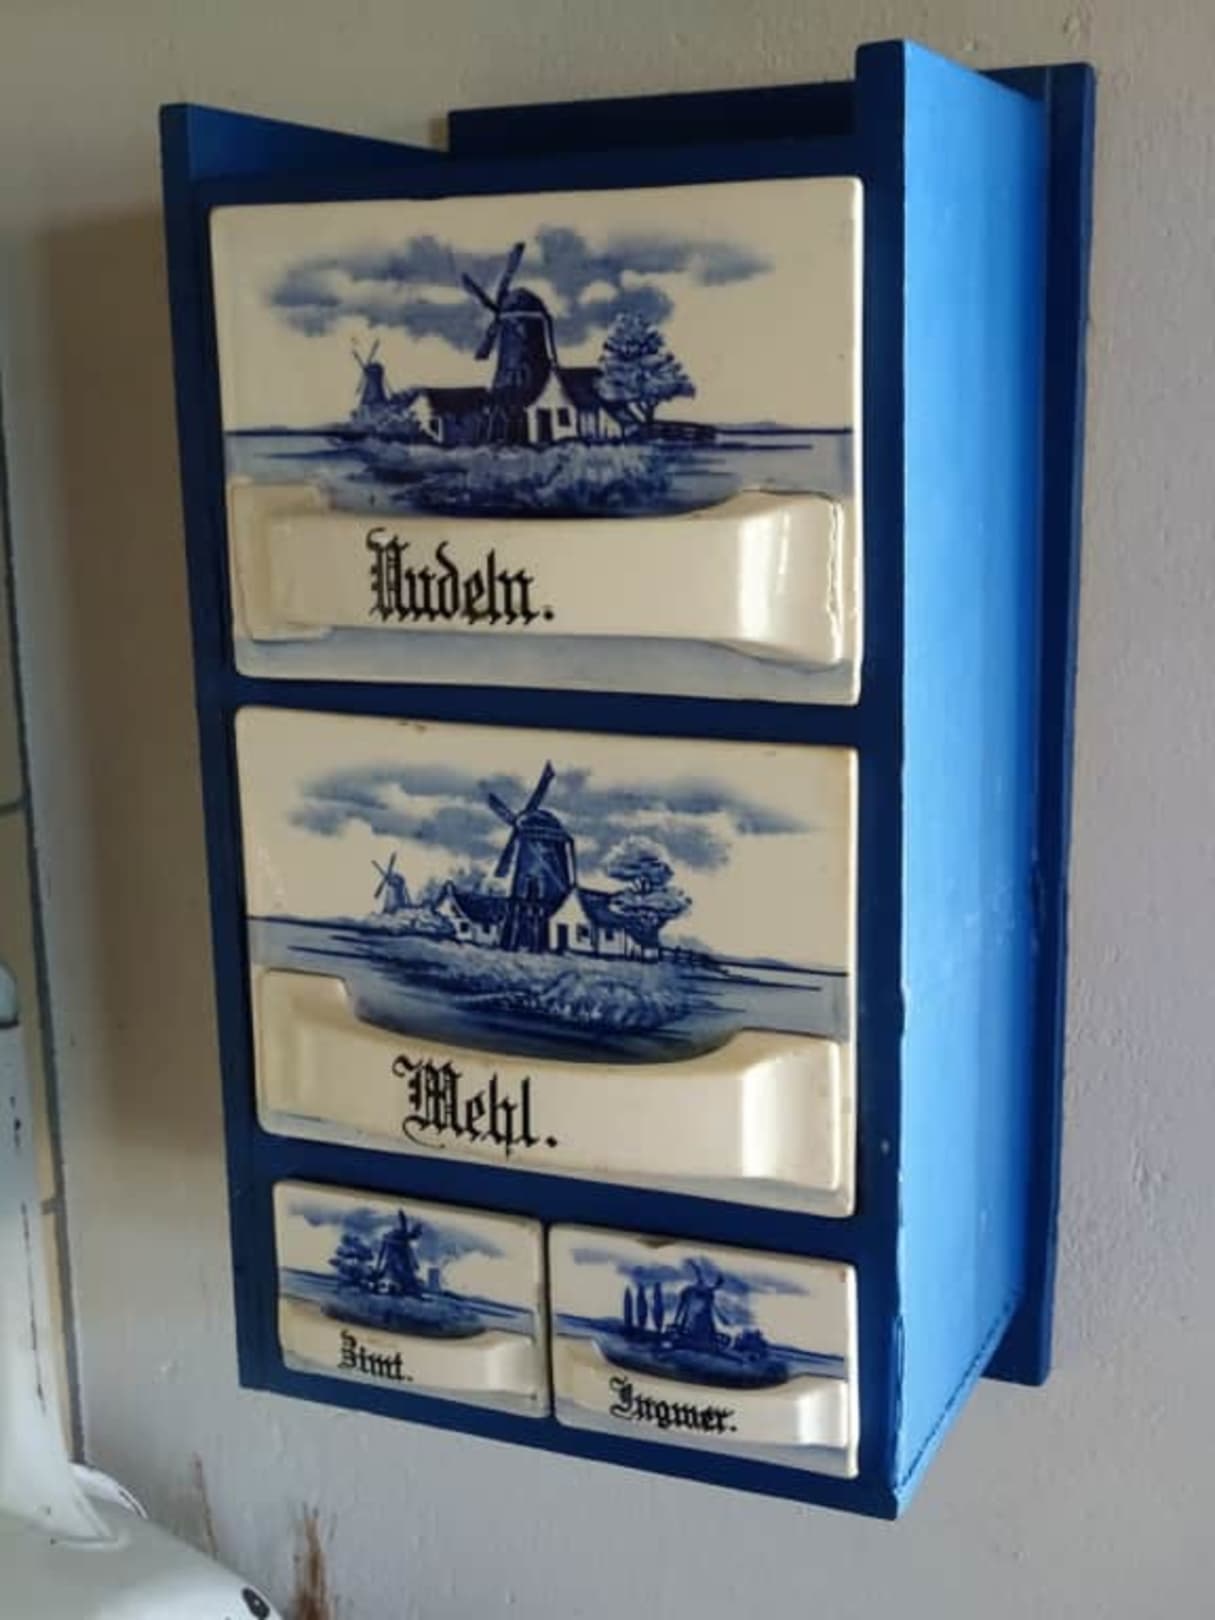 Nudeln.
Mehl.
Zimt.
Ingwer.